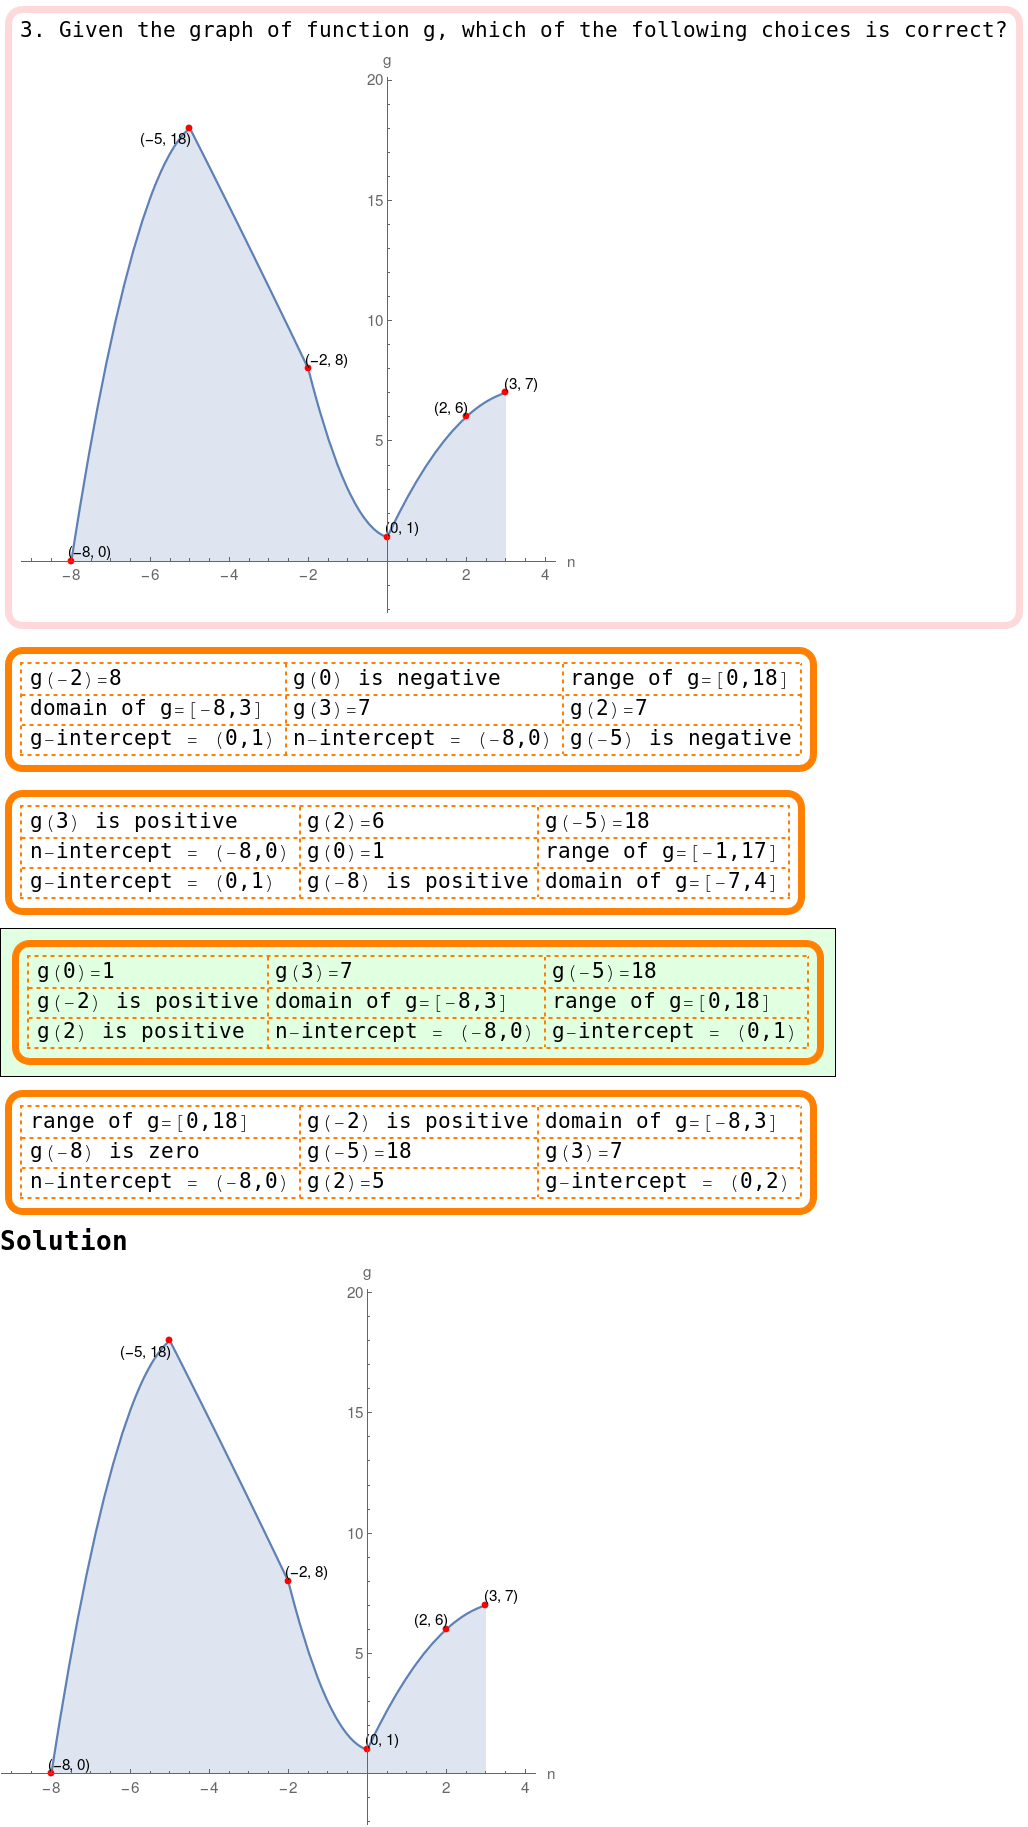 3. Given the graph of function g, which of the following choices is correct?
g
20
(−5, 18)
15
10
(−2, 8)
(3, 7)
(2, 6)
5
(0, 1)
(−8, 0)
n
−8 −6 −4 −2 2 4
g(−2)=8 g(0) is negative range of g=[0,18]
domain of g=[−8,3] g(3)=7 g(2)=7
g−intercept = (0,1) n−intercept = (−8,0) g(−5) is negative
g(3) is positive g(2)=6 g(−5)=18
n−intercept = (−8,0) g(0)=1 range of g=[−1,17]
g−intercept = (0,1) g(−8) is positive domain of g=[−7,4]
g(0)=1 g(3)=7 g(−5)=18
g(−2) is positive domain of g=[−8,3] range of g=[0,18]
g(2) is positive n−intercept = (−8,0) g−intercept = (0,1)
range of g=[0,18] g(−2) is positive domain of g=[−8,3]
g(−8) is zero g(−5)=18 g(3)=7
n−intercept = (−8,0) g(2)=5 g−intercept = (0,2)
Solution
g
20
(−5, 18)
15
10
(−2, 8)
(3, 7)
(2, 6)
5
(0, 1)
(−8, 0)
n
−8 −6 −4 −2 2 4